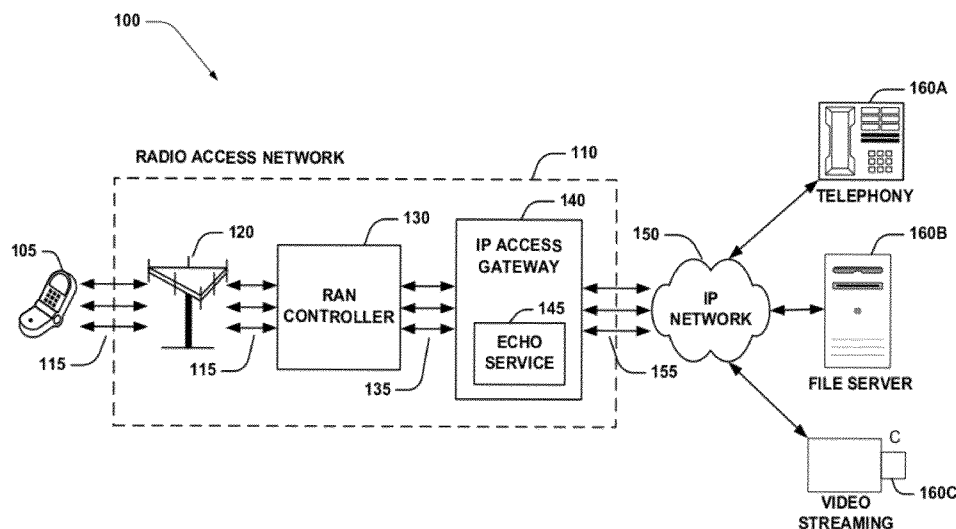 100
160A
RADIO ACCESS NETWORK
110
TELEPHONY
140
130
120
105
IP ACCESS
GATEWAY
150
160B
RAN
CONTROLLER
IP
NETWORK
145
ECHO
SERVICE
115
115
135
155
FILE SERVER
C
160C
VIDEO
STREAMING